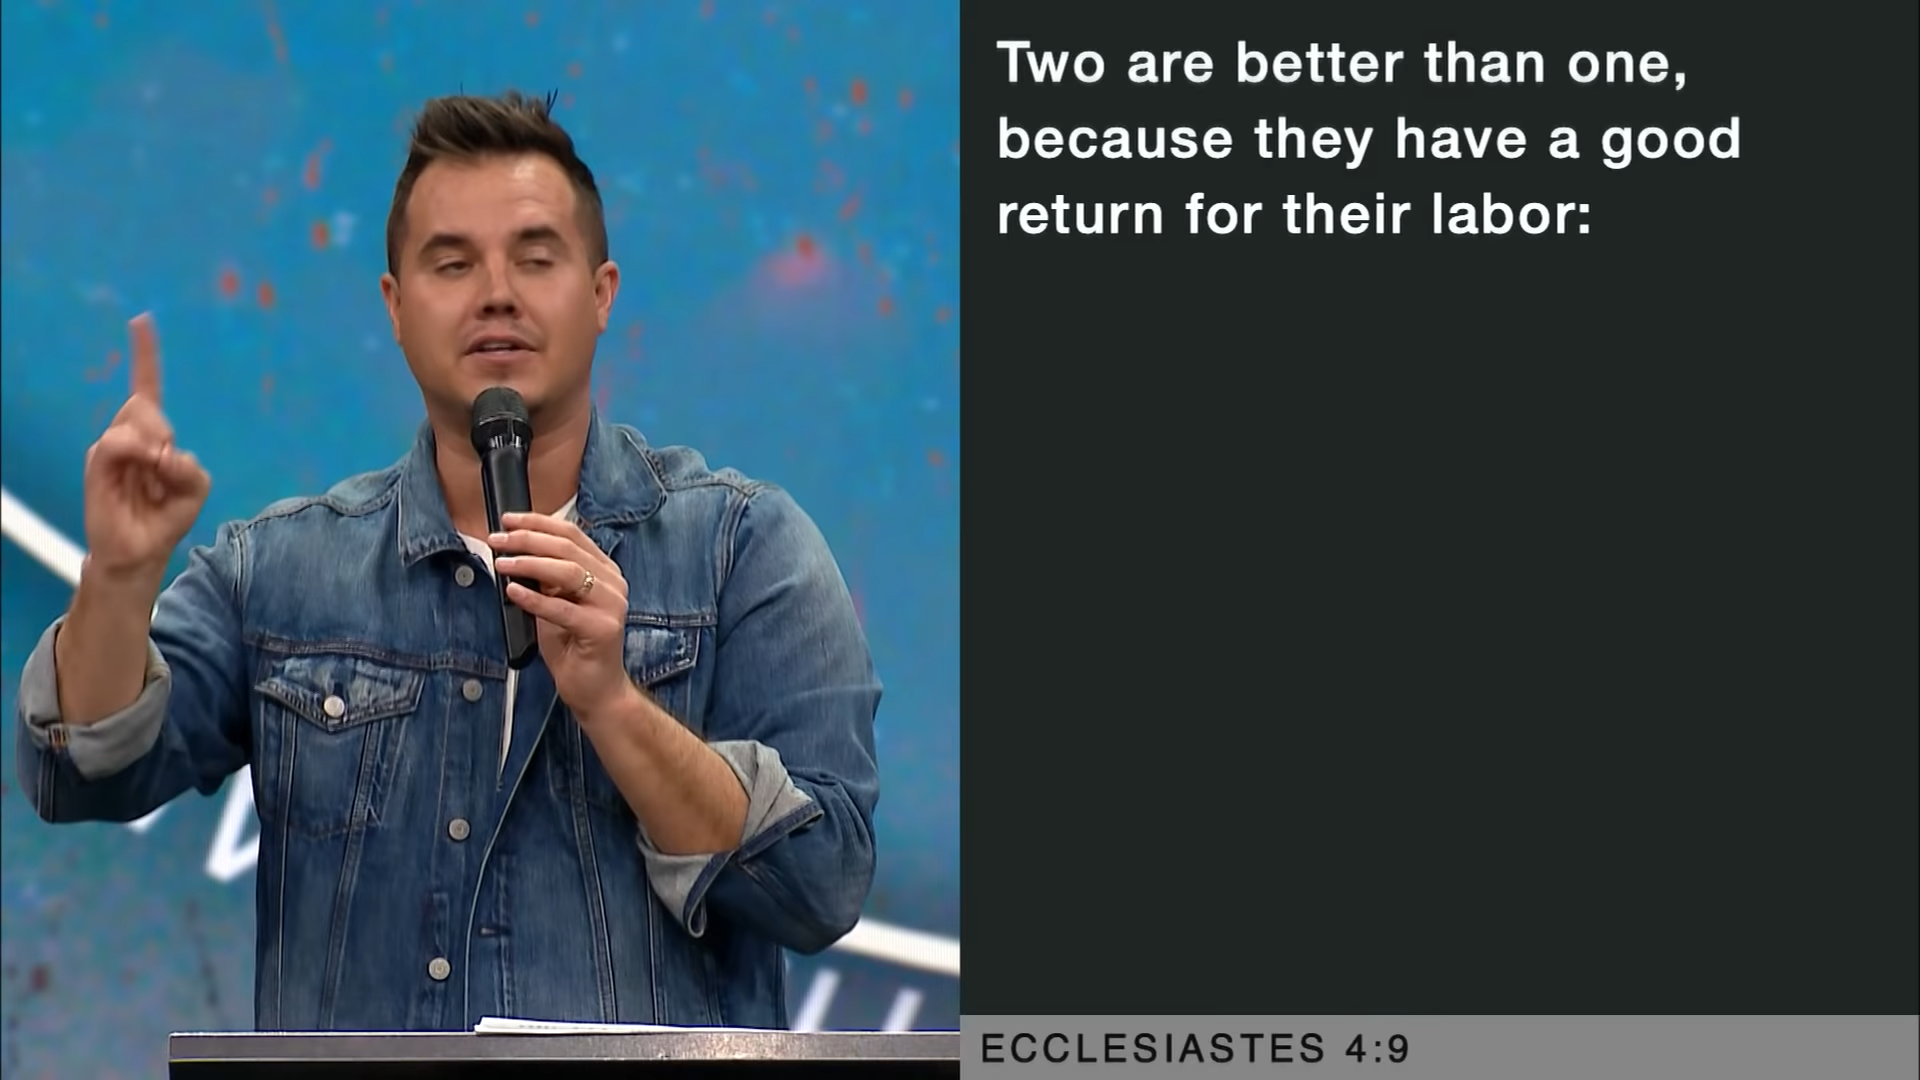 Two are better than one,
because they have a good
return for their labor:
ECCLESIASTES 4:9